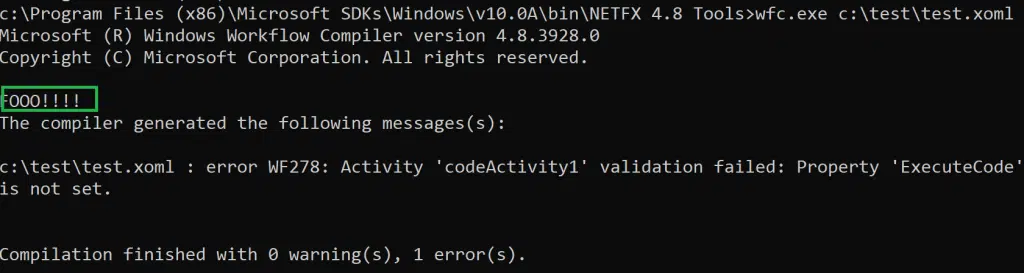 c:\Program Files (x86)\Microsoft SDKs\Windows\v10.0A\bin\NETFX 4.8 Tools>wfc.exe c:\test\test.xoml
Microsoft (R) Windows Workflow Compiler version 4.8.3928.0
Copyright (C) Microsoft Corporation. All rights reserved.
FOOO!!!!
The compiler generated the following messages(s):
c:\test\test.xoml : error WF278: Activity 'codeActivity1' validation failed: Property 'ExecuteCode'
is not set.
Compilation finished with 0 warning(s), 1 error(s).